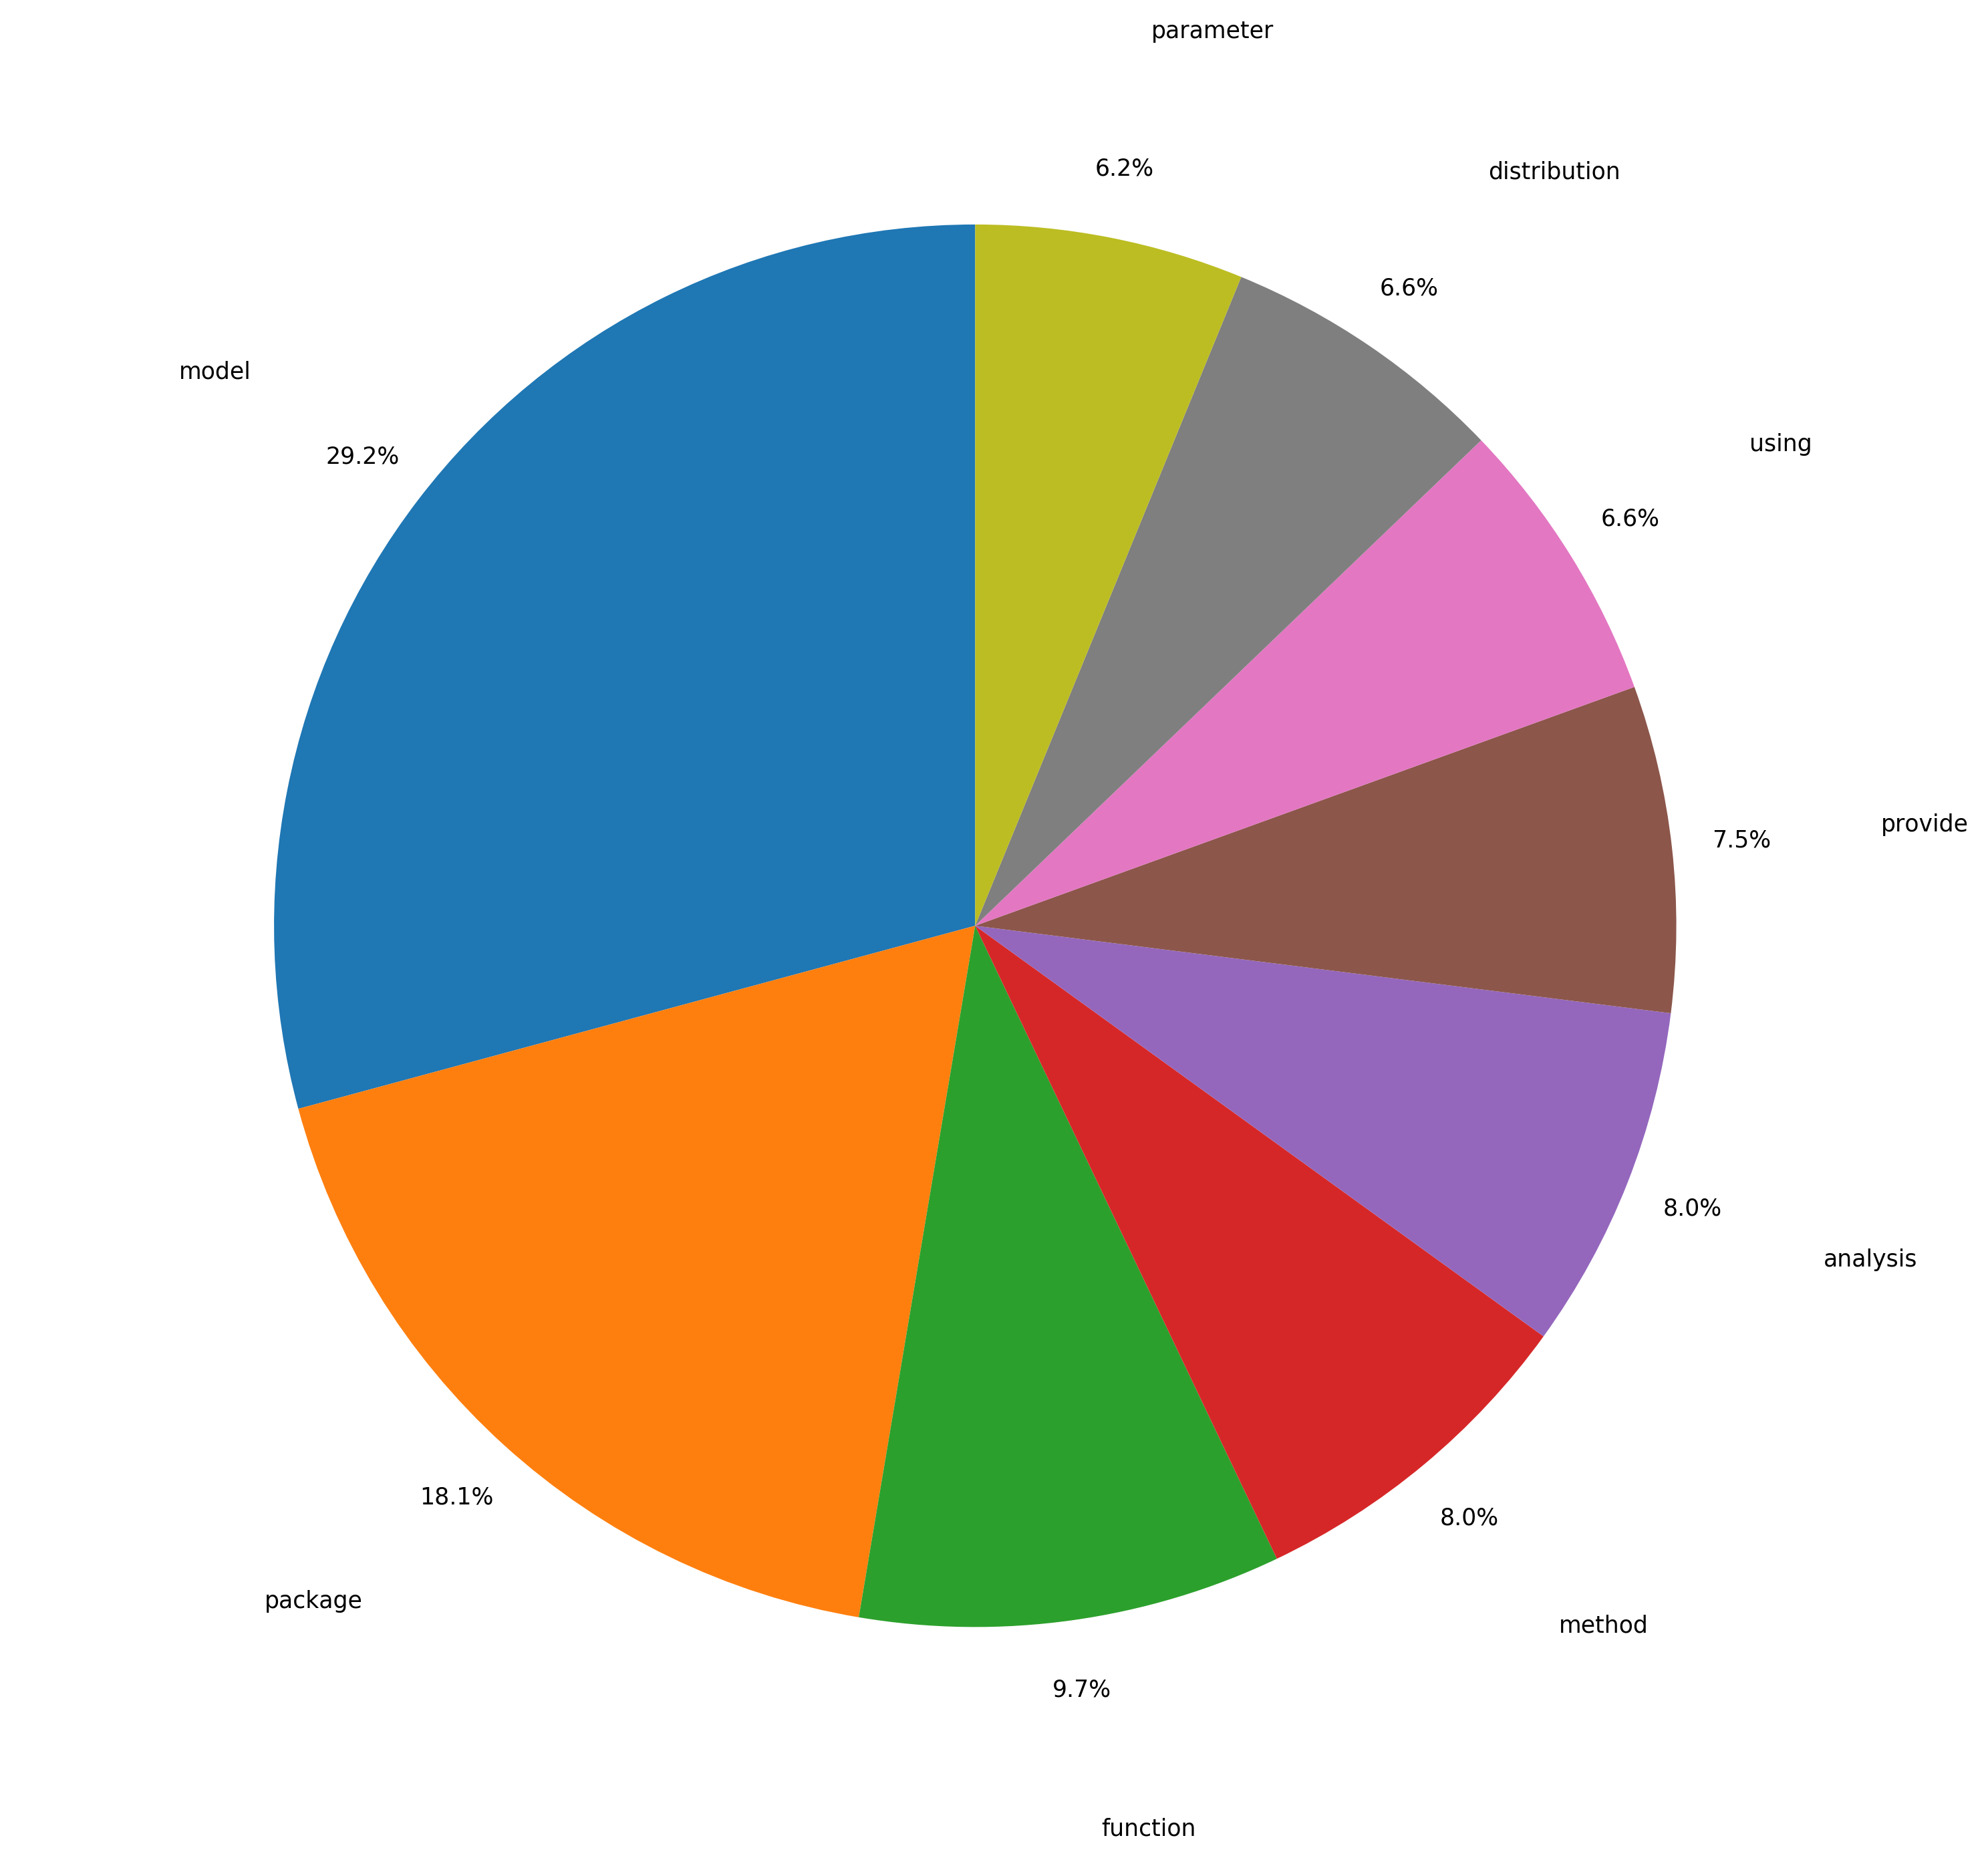 parameter
6.2%
distribution
6.6%
model
using
29.2%
6.6%
provide
7.5%
8.0%
analysis
18.1%
8.0%
package
method
9.7%
function